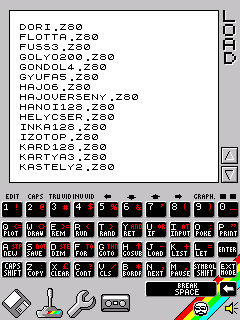 DORI.Z80
FLOTTA.Z80
FUSS3.Z80
GOLYO200.Z80
GONDOL4.Z80
GYUFA5.Z80
HAJO6.Z80
HAJOVERSENY.Z80
HANOI128.Z80
HELYCSER.Z80
INKA128.Z80
IZOTOP.Z80
KARD128.Z80
KARTYA3.Z80
KASTELY2.Z80
LOAD
EDIT CAPS TRU VID INV VID GRAPH.
1 ! 2 @ 3 # 4 $ 5 % 6 & 7 ' 8 ( 9 ) 0
Q PLOT W DRAW E REM R RUN T RAND Y RET U IF I INPUT O POKE P PRINT
A NEW S SAVE D DIM F FOR G GOTO H GOSUB J LOAD K LIST L LET ENTER
CAPS SHIFT Z COPY X CLEAR C CONT V CLS B BORD N NEXT M PAUSE SYMBOL SHIFT EXT MODE
BREAK
SPACE